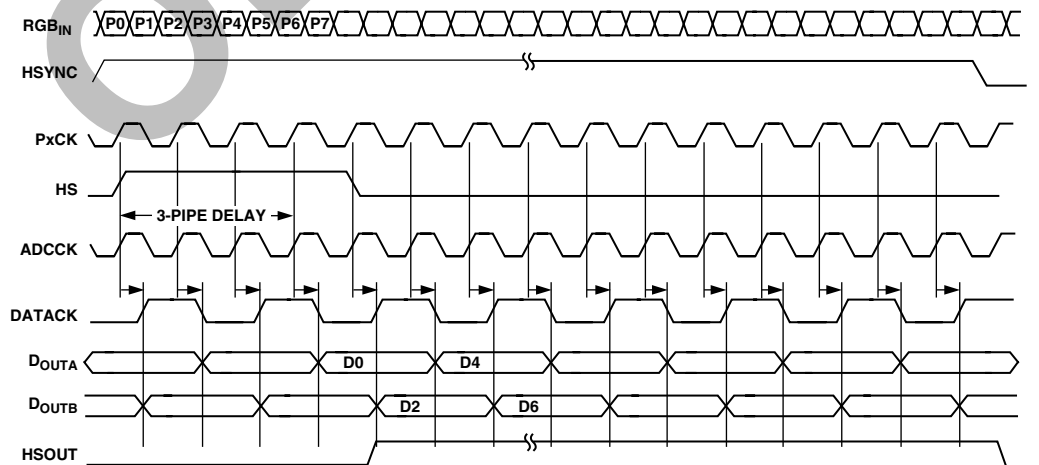 RGBIN P0 P1 P2 P3 P4 P5 P6 P7
HSYNC
PxCK
HS
3-PIPE DELAY
ADCCK
DATACK
DOUTA D0 D4
DOUTB D2 D6
HSOUT